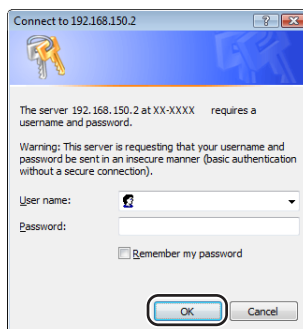 Connect to 192.168.150.2
The server 192.168.150.2 at XX-XXXX requires a
username and password.
Warning: This server is requesting that your username and
password be sent in an insecure manner (basic authentication
without a secure connection).
User name:
Password:
Remember my password
OK Cancel